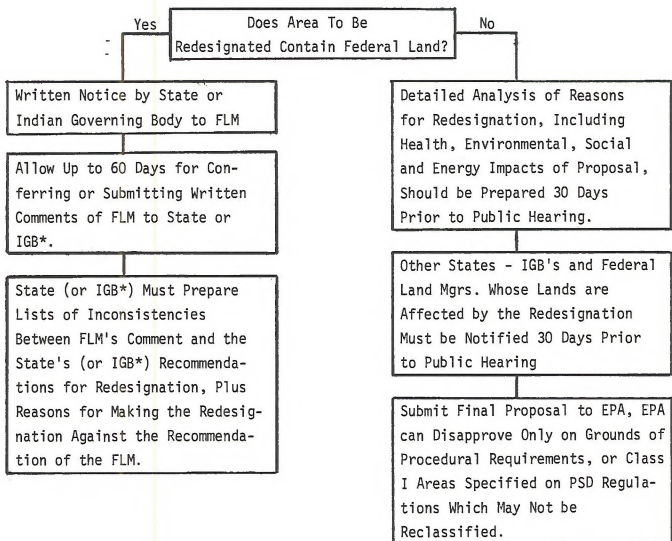 Does Area To Be
Redesignated Contain Federal Land?
Yes
No
Written Notice by State or
Indian Governing Body to FLM
Allow Up to 60 Days for Con-
ferring or Submitting Written
Comments of FLM to State or
IGB*.
State (or IGB*) Must Prepare
Lists of Inconsistencies
Between FLM's Comment and the
State's (or IGB*) Recommenda-
tions for Redesignation, Plus
Reasons for Making the Redesig-
nation Against the Recommenda-
tion of the FLM.
Detailed Analysis of Reasons
for Redesignation, Including
Health, Environmental, Social
and Energy Impacts of Proposal,
Should be Prepared 30 Days
Prior to Public Hearing.
Other States - IGB's and Federal
Land Mgrs. Whose Lands are
Affected by the Redesignation
Must be Notified 30 Days Prior
to Public Hearing
Submit Final Proposal to EPA, EPA
can Disapprove Only on Grounds of
Procedural Requirements, or Class
I Areas Specified on PSD Regula-
tions Which May Not be
Reclassified.